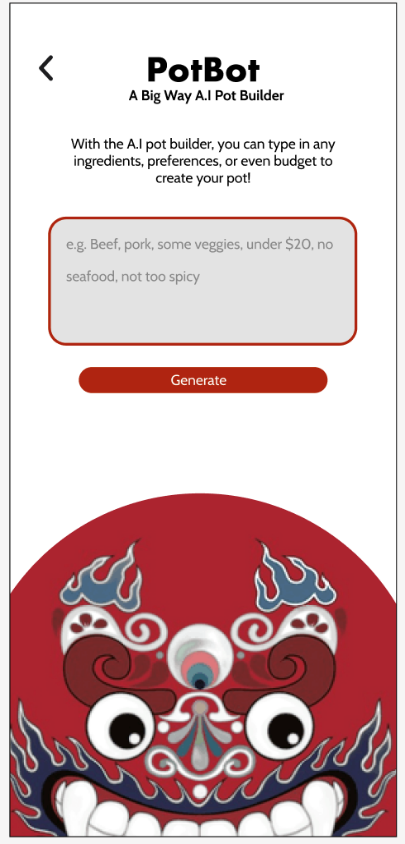 PotBot
A Big Way A.I Pot Builder
With the A.I pot builder, you can type in any
ingredients, preferences, or even budget to
create your pot!
e.g. Beef, pork, some veggies, under $20, no
seafood, not too spicy
Generate